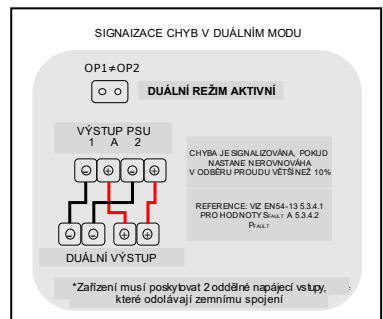 SIGNAIZACE CHYB V DUÁLNÍM MODU
OP1≠OP2
DUÁLNÍ REŽIM AKTIVNÍ
VÝSTUP PSU
1 A 2
CHYBA JE SIGNALIZOVÁNA, POKUD
NASTANE NEROVNOVÁHA
V ODBĚRU PROUDU VĚTŠÍ NEŽ 10%
REFERENCE: VIZ EN54-13 5.3.4.1
PRO HODNOTY SFAULT A 5.3.4.2
PFAULT
DUÁLNÍ VÝSTUP
*Zařízení musí poskytovat 2 oddělné napájecí vstupy,
které odolávají zemnímu spojení